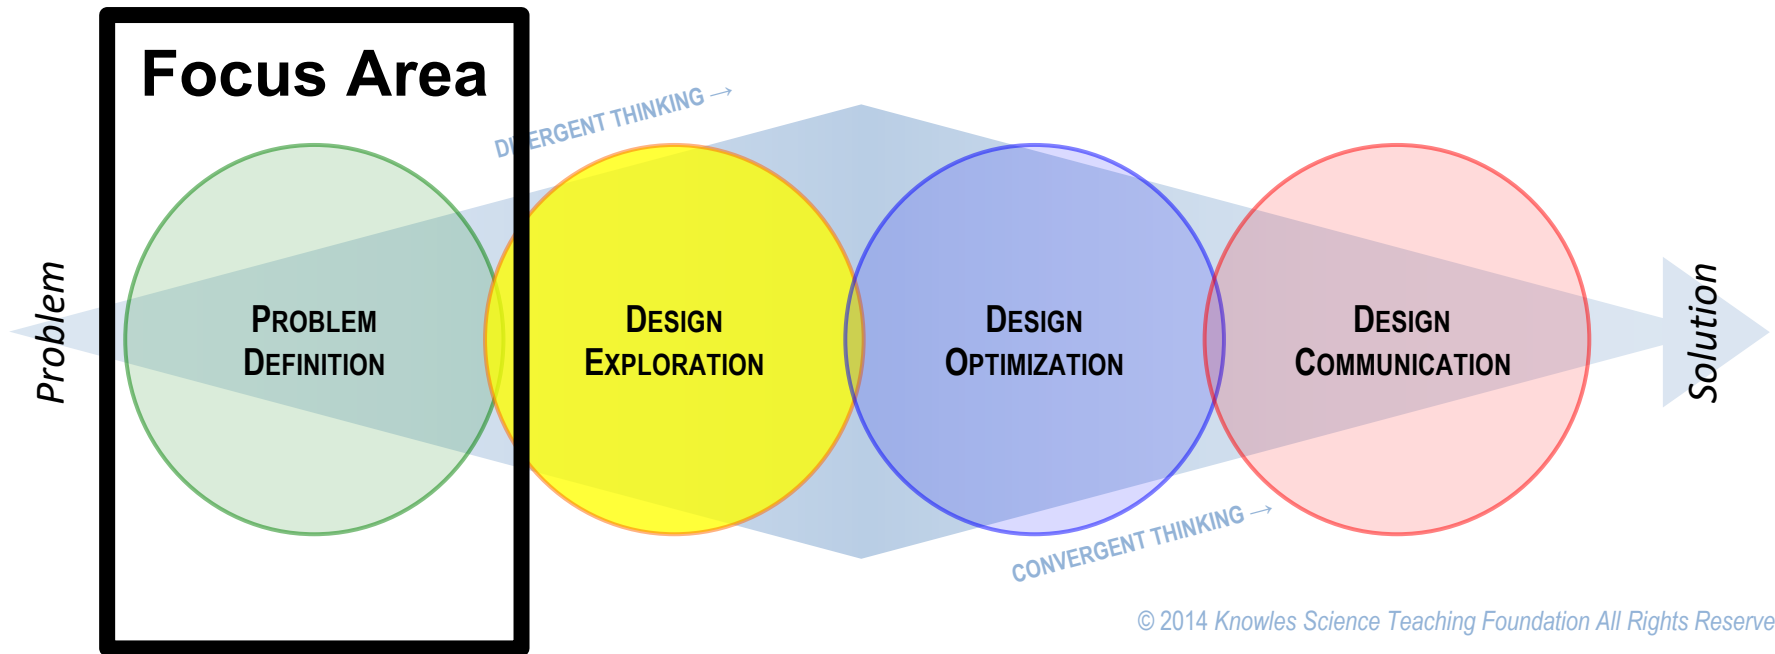 Focus Area
DIVERGENT THINKING →
Problem
PROBLEM
DEFINITION
DESIGN
EXPLORATION
DESIGN
OPTIMIZATION
DESIGN
COMMUNICATION
Solution
CONVERGENT THINKING →
© 2014 Knowles Science Teaching Foundation All Rights Reserve